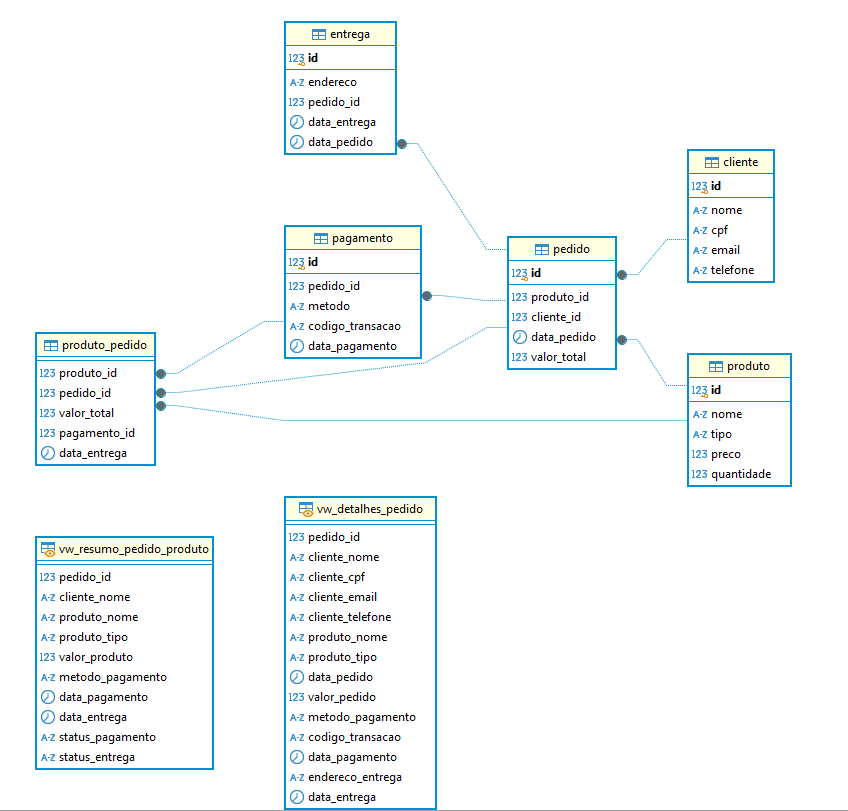 entrega
123 id
A-Z endereco
123 pedido_id
data_entrega
data_pedido
cliente
123 id
A-Z nome
A-Z cpf
A-Z email
A-Z telefone
pagamento
123 id
123 pedido_id
A-Z metodo
A-Z codigo_transacao
data_pagamento
pedido
123 id
123 produto_id
123 cliente_id
data_pedido
123 valor_total
produto_pedido
123 produto_id
123 pedido_id
123 valor_total
123 pagamento_id
data_entrega
produto
123 id
A-Z nome
A-Z tipo
123 preco
123 quantidade
vw_resumo_pedido_produto
123 pedido_id
A-Z cliente_nome
A-Z produto_nome
A-Z produto_tipo
123 valor_produto
A-Z metodo_pagamento
data_pagamento
data_entrega
A-Z status_pagamento
A-Z status_entrega
vw_detalhes_pedido
123 pedido_id
A-Z cliente_nome
A-Z cliente_cpf
A-Z cliente_email
A-Z cliente_telefone
A-Z produto_nome
A-Z produto_tipo
data_pedido
123 valor_pedido
A-Z metodo_pagamento
A-Z codigo_transacao
data_pagamento
A-Z endereco_entrega
data_entrega